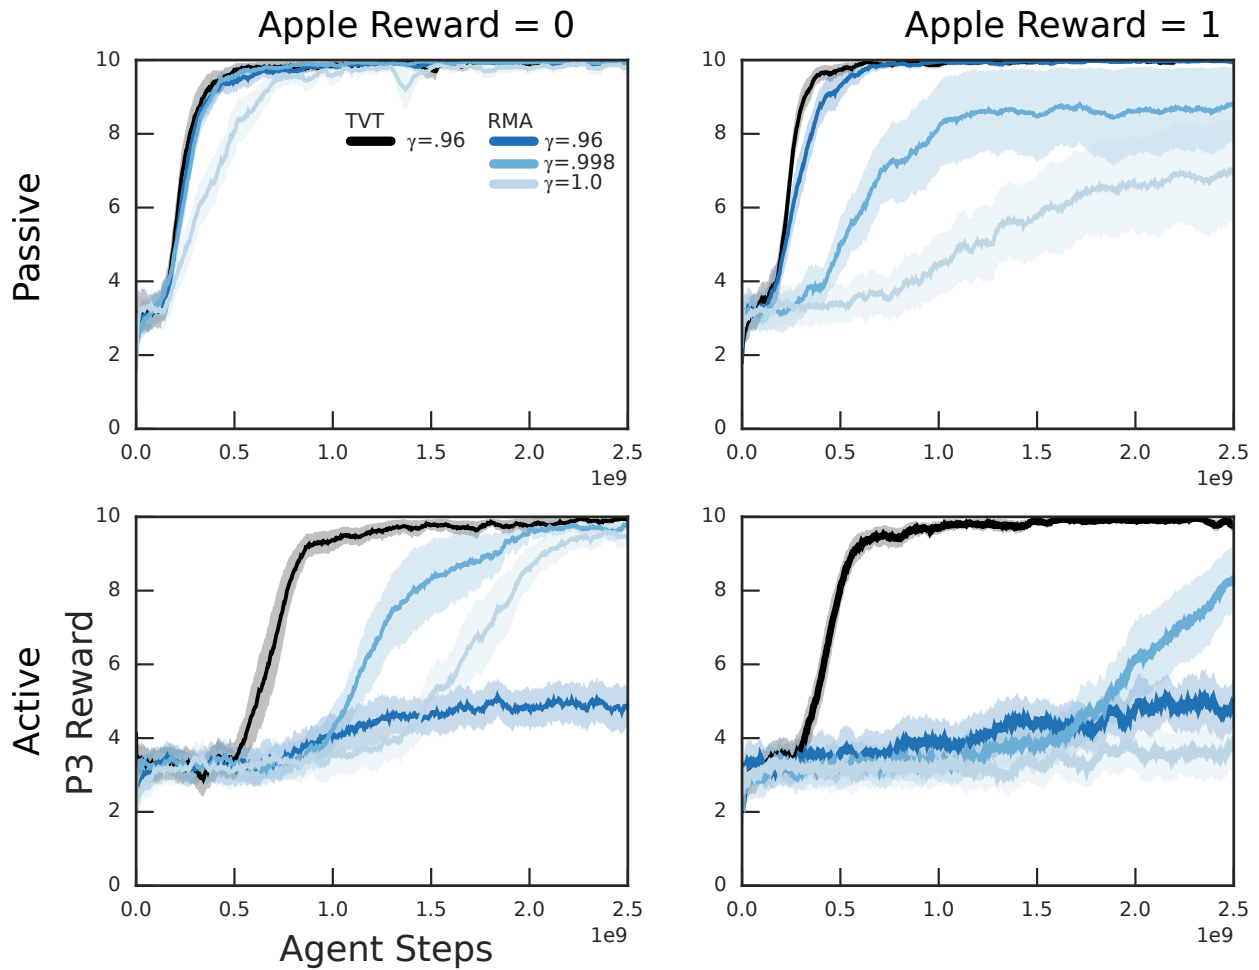 Apple Reward = 0
Apple Reward = 1
Passive
10
8
6
4
2
0
TVT
γ=.96
RMA
γ=.96
γ=.998
γ=1.0
0.0 0.5 1.0 1.5 2.0 2.5
1e9
10
8
6
4
2
0
0.0 0.5 1.0 1.5 2.0 2.5
1e9
Active
P3 Reward
10
8
6
4
2
0
0.0 0.5 1.0 1.5 2.0 2.5
1e9
Agent Steps
10
8
6
4
2
0
0.0 0.5 1.0 1.5 2.0 2.5
1e9